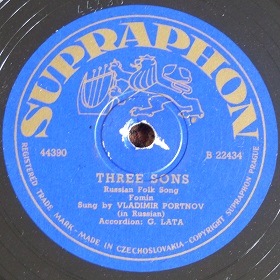 SUPRAPHON
44390
B 22434
THREE SONS
Russian Folk Song
Fomin
Sung by VLADIMIR PORTNOV
(in Russian)
Accordion: G. LATA
REGISTERED TRADE MARK - MADE IN CZECHOSLOVAKIA - COPYRIGHT SUPRAPHON PRAGUE